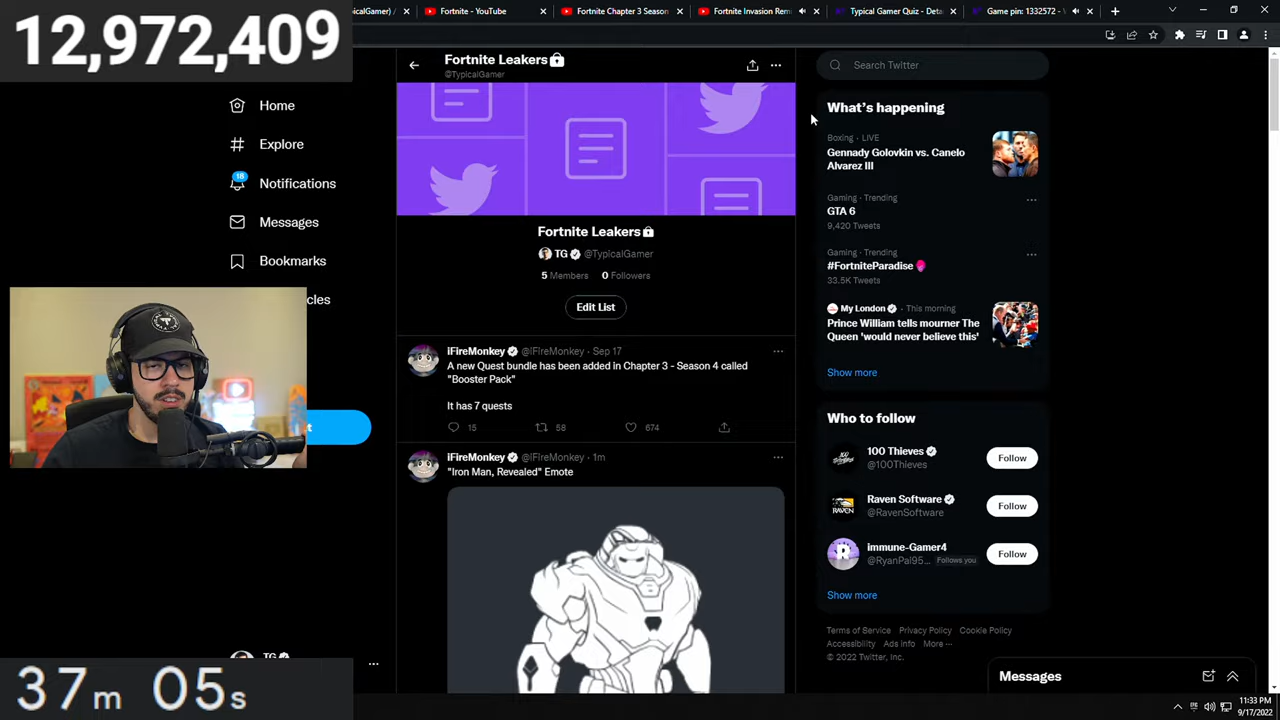 12,972,409
TypicalGamer) /
Fortnite - YouTube
Fortnite Chapter 3 Season
Fortnite Invasion Rem
Typical Gamer Quiz - Deta
Game pin: 1332572 -
Home
Explore
18
Notifications
Messages
Bookmarks
cles
t
TG
37m 05s
Fortnite Leakers
@TypicalGamer
Fortnite Leakers
TG @TypicalGamer
5 Members 0 Followers
Edit List
iFireMonkey @iFireMonkey · Sep 17
A new Quest bundle has been added in Chapter 3 - Season 4 called
"Booster Pack"
It has 7 quests
15 58 674
iFireMonkey @iFireMonkey · 1m
"Iron Man, Revealed" Emote
Search Twitter
What's happening
Boxing · LIVE
Gennady Golovkin vs. Canelo
Alvarez III
Gaming · Trending
GTA 6
9,420 Tweets
Gaming · Trending
#FortniteParadise
33.5K Tweets
My London · This morning
Prince William tells mourner The
Queen 'would never believe this'
Show more
Who to follow
100 Thieves
@100Thieves
Follow
Raven Software
@RavenSoftware
Follow
immune-Gamer4
@RyanPal95... Follows you
Follow
Show more
Terms of Service Privacy Policy Cookie Policy
Accessibility Ads info More ···
© 2022 Twitter, Inc.
Messages
11:33 PM
9/17/2022